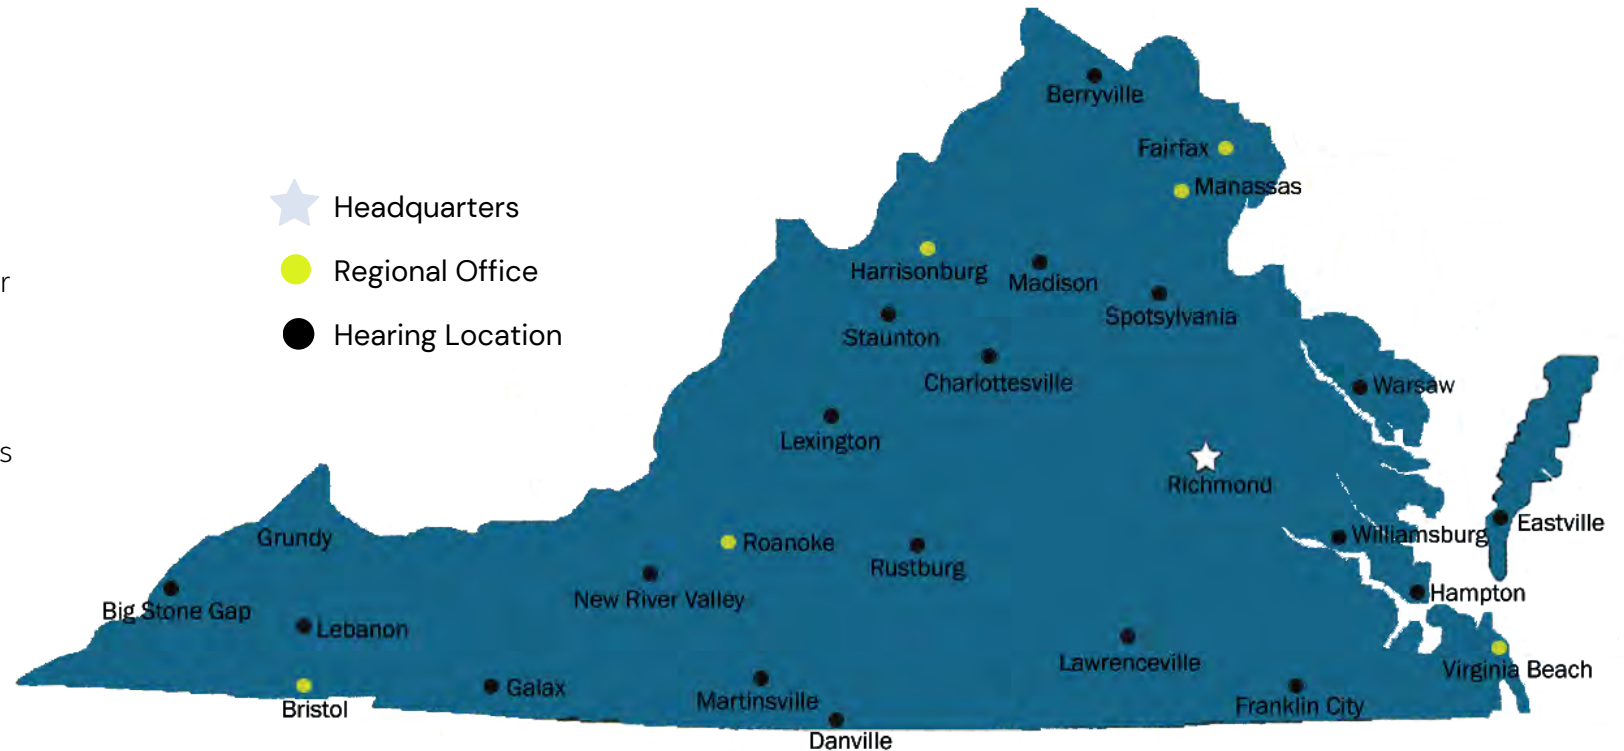 Berryville
Fairfax
Manassas
Headquarters
Regional Office
Harrisonburg
Madison
r
Spotsylvania
Hearing Location
Staunton
Charlottesville
Warsaw
Lexington
s
Richmond
Eastville
Grundy
Williamsburg
Roanoke
Rustburg
New River Valley
Hampton
Big Stone Gap
Lebanon
Lawrenceville
Virginia Beach
Galax
Martinsville
Franklin City
Bristol
Danville